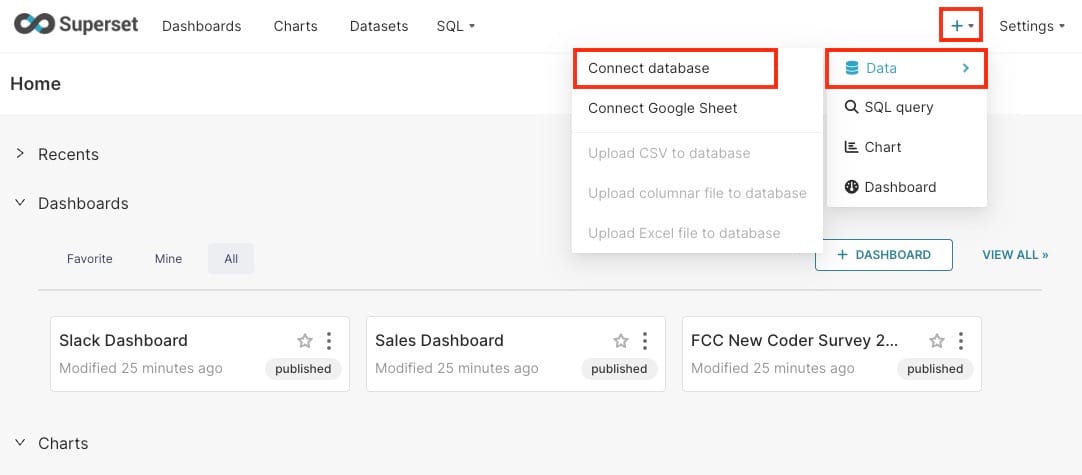 Superset Dashboards Charts Datasets SQL + Settings
Home
Connect database
Connect Google Sheet
Upload CSV to database
Upload columnar file to database
Upload Excel file to database
Data
SQL query
Chart
Dashboard
Recents
Dashboards
Favorite Mine All
+ DASHBOARD VIEW ALL »
Slack Dashboard
Modified 25 minutes ago published
Sales Dashboard
Modified 25 minutes ago published
FCC New Coder Survey 2...
Modified 25 minutes ago published
Charts